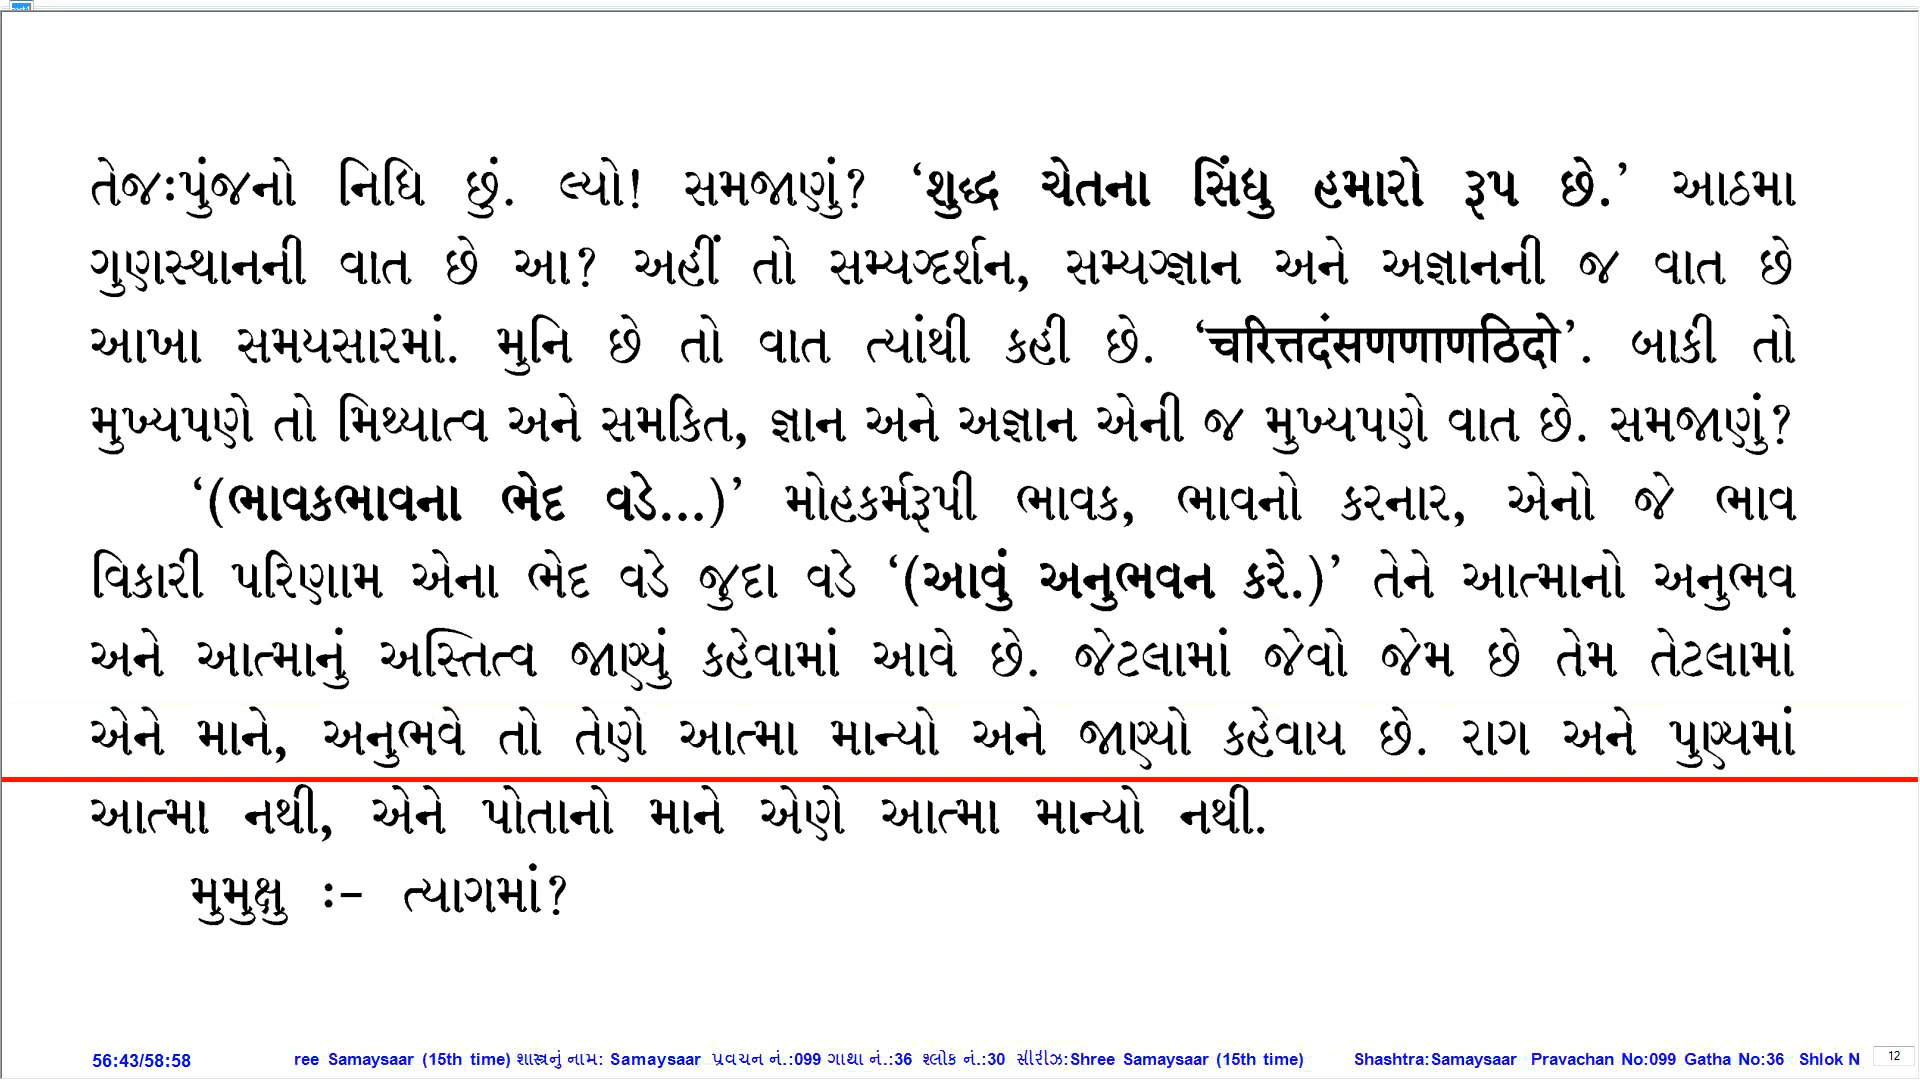 તેજઃપુંજનો નિધિ છું. લ્યો! સમજાણું? ‘શુદ્ધ ચેતના સિંધુ હમારો રૂપ છે.’ આઠમા
ગુણસ્થાનની વાત છે આ? અહીં તો સમ્યગ્દર્શન, સમ્યગ્જ્ઞાન અને અજ્ઞાનની જ વાત છે
આખા સમયસારમાં. મુનિ છે તો વાત ત્યાંથી કહી છે. ‘चरित्तदंसणणाणठिदो’. બાકી તો
મુખ્યપણે તો મિથ્યાત્વ અને સમકિત, જ્ઞાન અને અજ્ઞાન એની જ મુખ્યપણે વાત છે. સમજાણું?
‘(ભાવકભાવના ભેદ વડે...)’ મોહકર્મરૂપી ભાવક, ભાવનો કરનાર, એનો જે ભાવ
વિકારી પરિણામ એના ભેદ વડે જુદા વડે ‘(આવું અનુભવન કરે.)’ તેને આત્માનો અનુભવ
અને આત્માનું અસ્તિત્વ જાણ્યું કહેવામાં આવે છે. જેટલામાં જેવો જેમ છે તેમ તેટલામાં
એને માને, અનુભવે તો તેણે આત્મા માન્યો અને જાણ્યો કહેવાય છે. રાગ અને પુણ્યમાં
આત્મા નથી, એને પોતાનો માને એણે આત્મા માન્યો નથી.
મુમુક્ષુ :– ત્યાગમાં?
56:43/58:58 ree Samaysaar (15th time) શાસ્ત્રનું નામ: Samaysaar પ્રવચન નં.:099 ગાથા નં.:36 શ્લોક નં.:30 સીરીઝ:Shree Samaysaar (15th time) Shashtra:Samaysaar Pravachan No:099 Gatha No:36 Shlok N 12